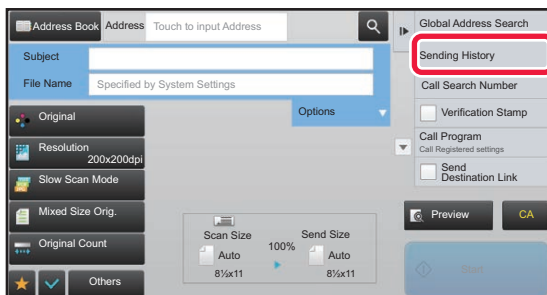 Address Book
Address
Touch to input Address
Subject
File Name
Specified by System Settings
Options
Original
Resolution
200x200dpi
Slow Scan Mode
Mixed Size Orig.
Original Count
Others
Scan Size
100%
Send Size
Auto
Auto
8½x11
8½x11
Global Address Search
Sending History
Call Search Number
Verification Stamp
Call Program
Call Registered settings
Send
Destination Link
Preview
CA
Start